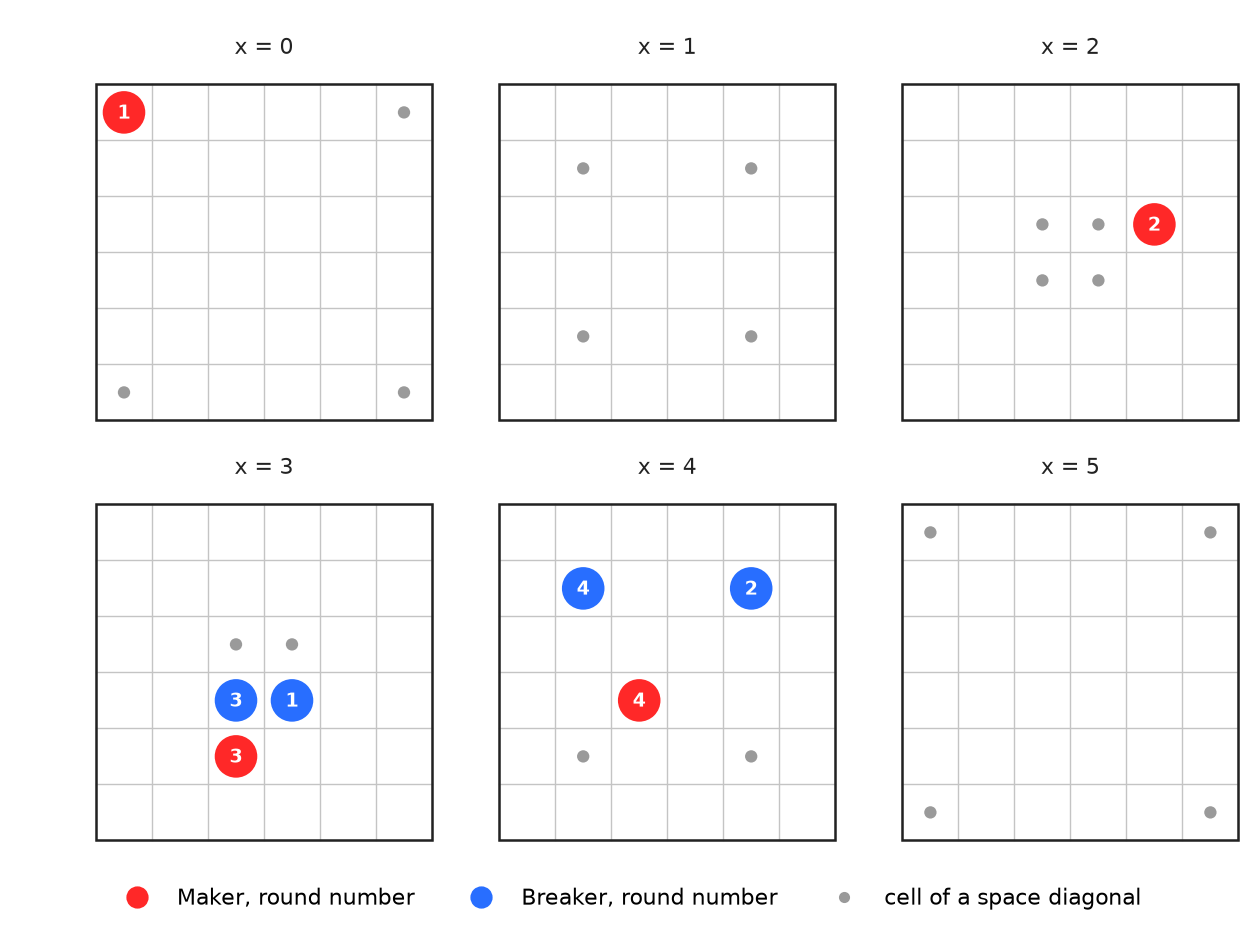 x = 0 x = 1 x = 2
1
2
x = 3 x = 4 x = 5
4 2
3 1 4
3
Maker, round number Breaker, round number cell of a space diagonal